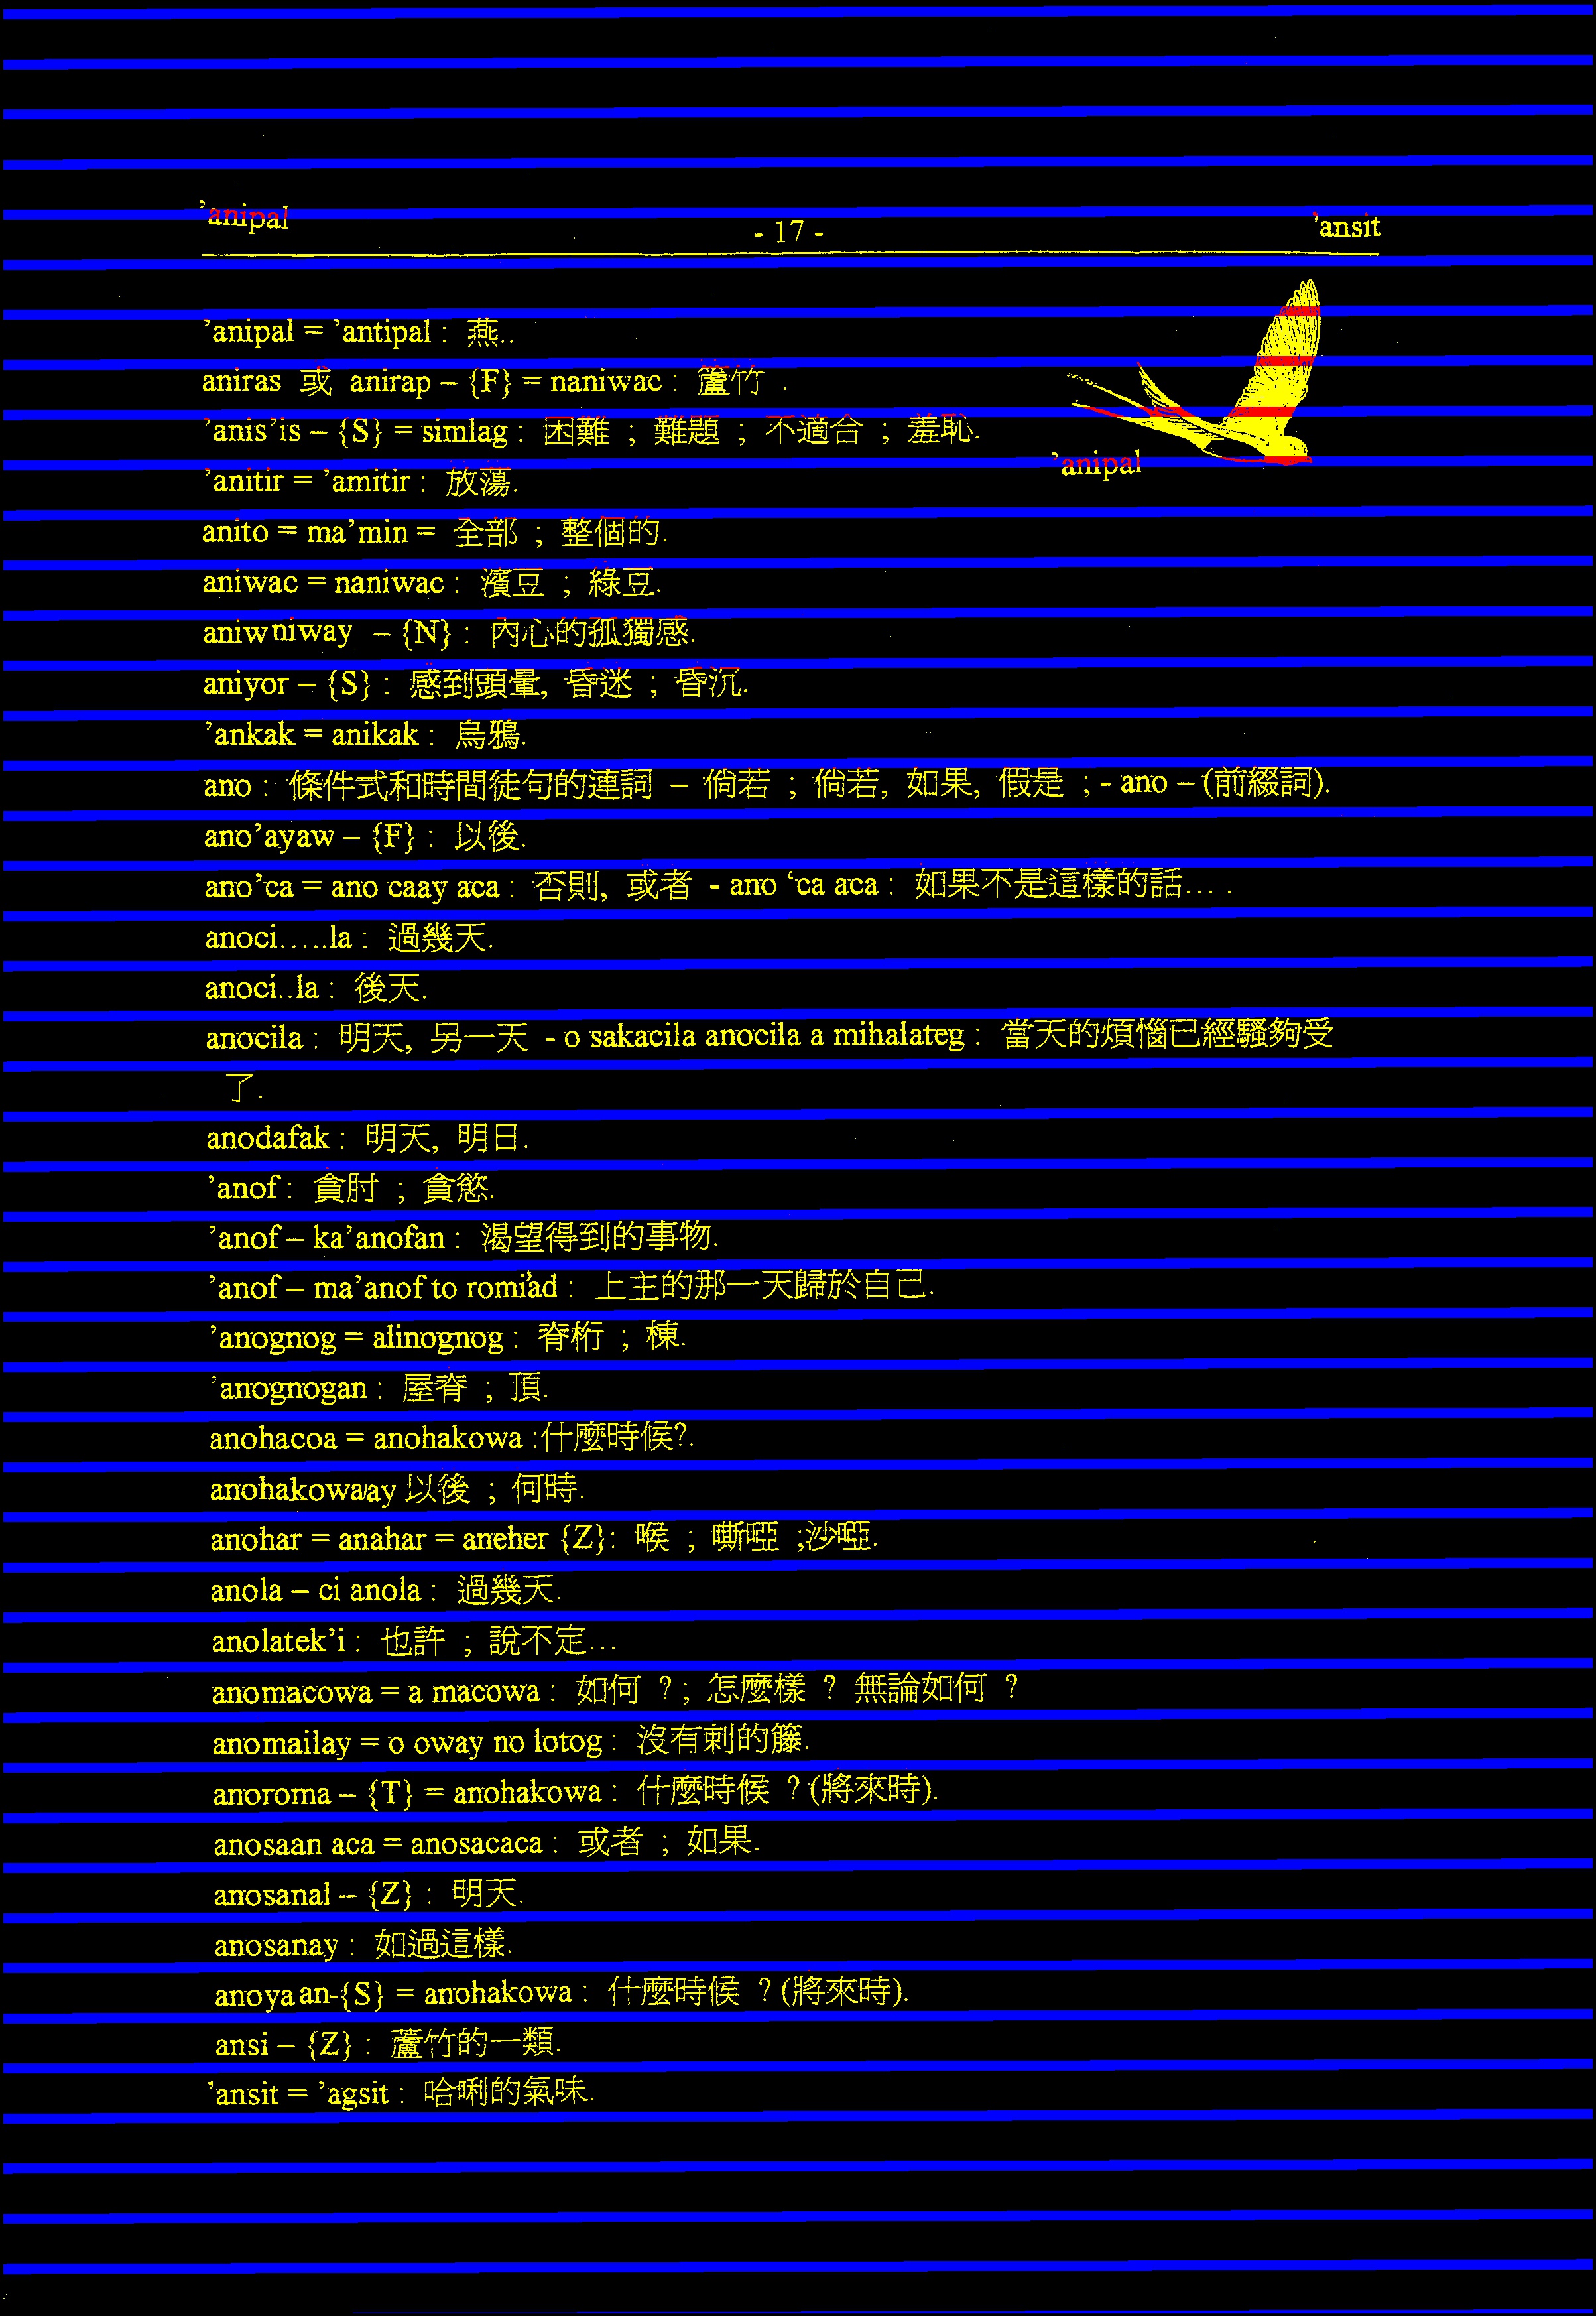 'anipal - 17 - 'ansit
'anipal = 'antipal : 燕..
aniras 或 anirap – {F} = naniwac : 蘆竹 .
'anis'is – {S} = simlag : 困難 ; 難題 ; 不適合 ; 羞恥.
'anipal
'anitir = 'amitir : 放蕩.
anito = ma'min = 全部 ; 整個的.
aniwac = naniwac : 濱豆 ; 綠豆.
aniwniway – {N} : 內心的孤獨感.
aniyor – {S} : 感到頭暈, 昏迷 ; 昏沉.
'ankak = anikak : 烏鴉.
ano : 條件式和時間徒句的連詞 – 倘若 ; 倘若, 如果, 假是 ; - ano – (前綴詞).
ano'ayaw – {F} : 以後.
ano'ca = ano caay aca : 否則, 或者 - ano 'ca aca : 如果不是這樣的話... .
anoci.....la : 過幾天.
anoci..la : 後天.
anocila : 明天, 另一天 - o sakacila anocila a mihalateg : 當天的煩惱已經騷夠受
了.
anodafak : 明天, 明日.
'anof : 貪肘 ; 貪慾.
'anof – ka'anofan : 渴望得到的事物.
'anof – ma'anof to romi'ad : 上主的那一天歸於自己.
'anognog = alinognog : 脊桁 ; 棟.
'anognogan : 屋脊 ; 頂.
anohacoa = anohakowa :什麼時候?.
anohakowaay 以後 ; 何時.
anohar = anahar = aneher {Z}: 喉 ; 嘶啞 ;沙啞.
anola – ci anola : 過幾天.
anolatek'i : 也許 ; 說不定...
anomacowa = a macowa : 如何 ? ; 怎麼樣 ? 無論如何 ?
anomailay = o oway no lotog : 沒有刺的籐.
anoroma – {T} = anohakowa : 什麼時候 ? (將來時).
anosaan aca = anosacaca : 或者 ; 如果.
anosanal – {Z} : 明天.
anosanay : 如過這樣.
anoyaan-{S} = anohakowa : 什麼時候 ? (將來時).
ansi – {Z} : 蘆竹的一類.
'ansit = 'agsit : 哈唎的氣味.